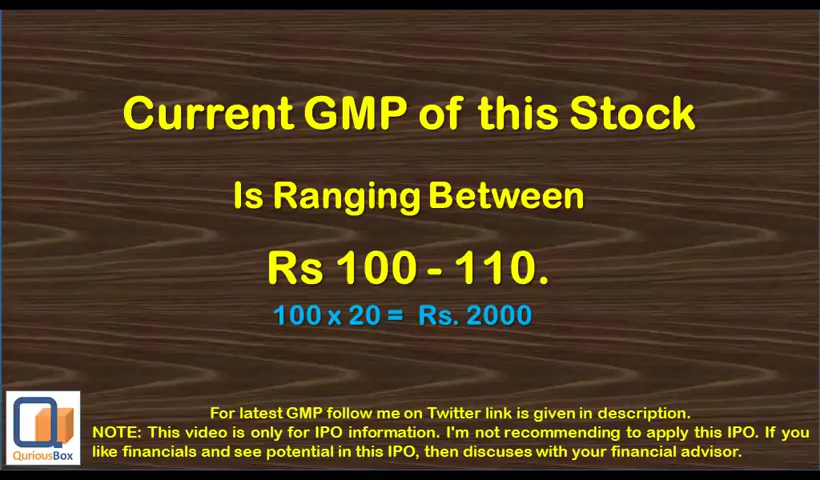 Current GMP of this Stock
Is Ranging Between
Rs 100 - 110.
100 x 20 = Rs. 2000
For latest GMP follow me on Twitter link is given in description.
NOTE: This video is only for IPO information. I'm not recommending to apply this IPO. If you
like financials and see potential in this IPO, then discuses with your financial advisor.
QuriousBox